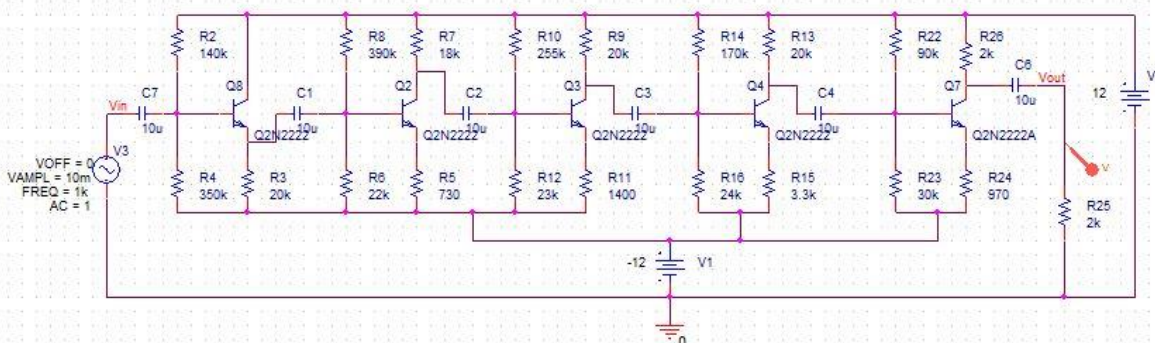 R2
140k
R8
390k
R7
18k
R10
255k
R9
20k
R14
170k
R13
20k
R22
90k
R26
2k
Vin
C7
10u
Q8
Q2N2222
C1
10u
Q2
Q2N2222
C2
10u
Q3
Q2N2222
C3
10u
Q4
Q2N2222
C4
10u
Q7
Q2N2222A
C6
10u
Vout
V
12
V3
VOFF = 0
VAMPL = 10m
FREQ = 1k
AC = 1
R4
350k
R3
20k
R6
22k
R5
730
R12
23k
R11
1400
R16
24k
R15
3.3k
R23
30k
R24
970
V
R25
2k
-12
V1
0